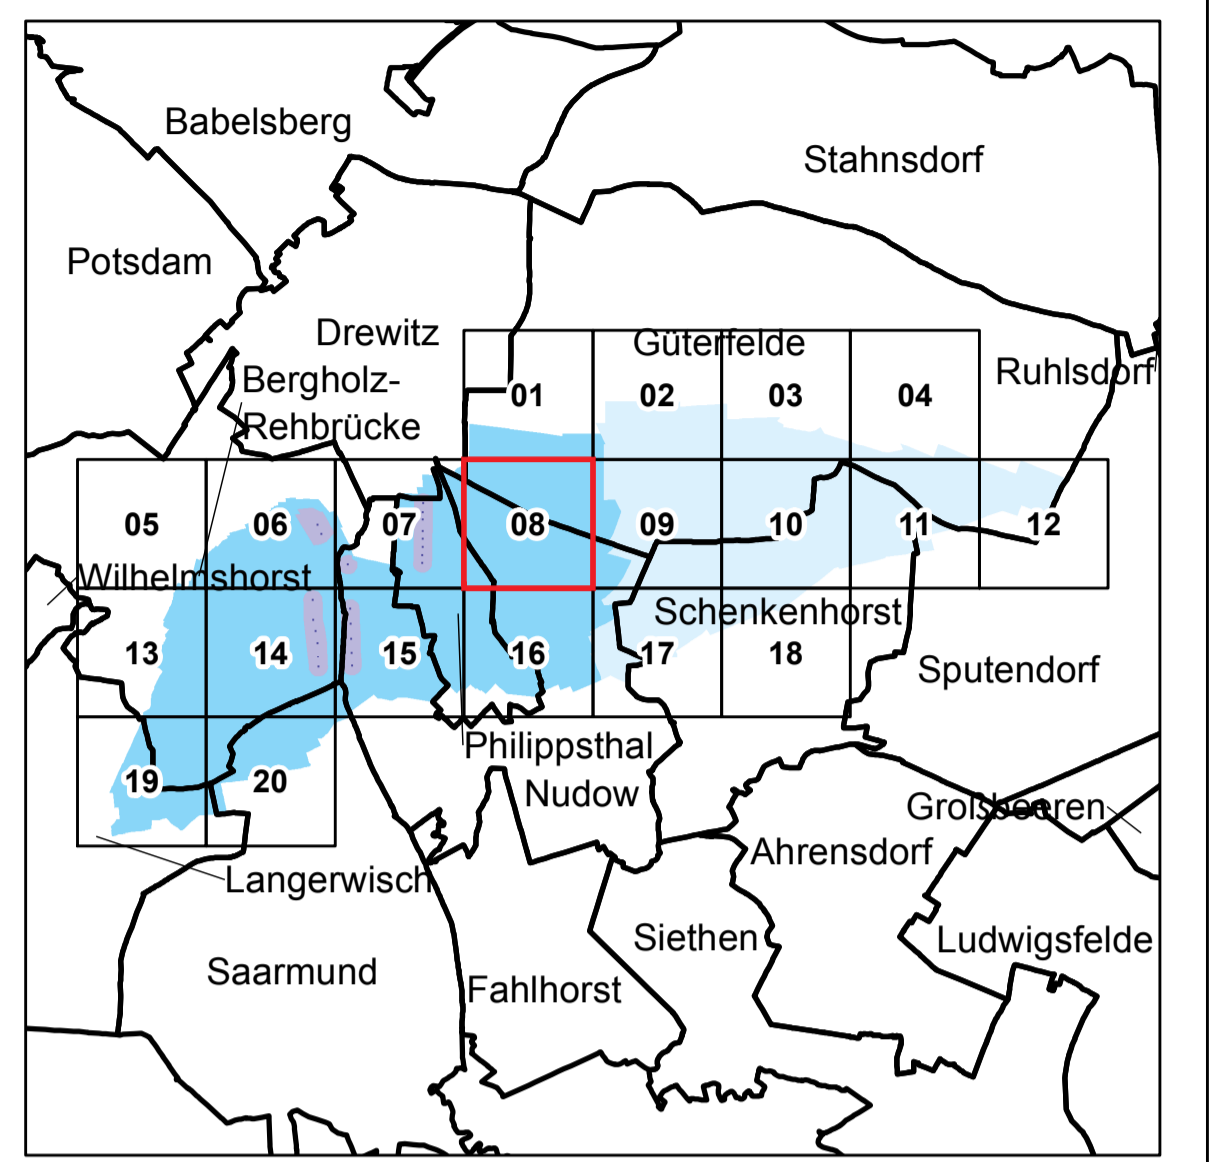 Babelsberg
Stahnsdorf
Potsdam
Drewitz
Güterfelde
Ruhlsdorf
Bergholz-
Rehbrücke
01 02 03 04
05 06 07 08 09 10 11 12
Wilhelmshorst
Schenkenhorst
13 14 15 16 17 18
Sputendorf
Philippsthal
19 20
Nudow
Großbeeren
Ahrensdorf
Langerwisch
Siethen
Ludwigsfelde
Saarmund
Fahlhorst